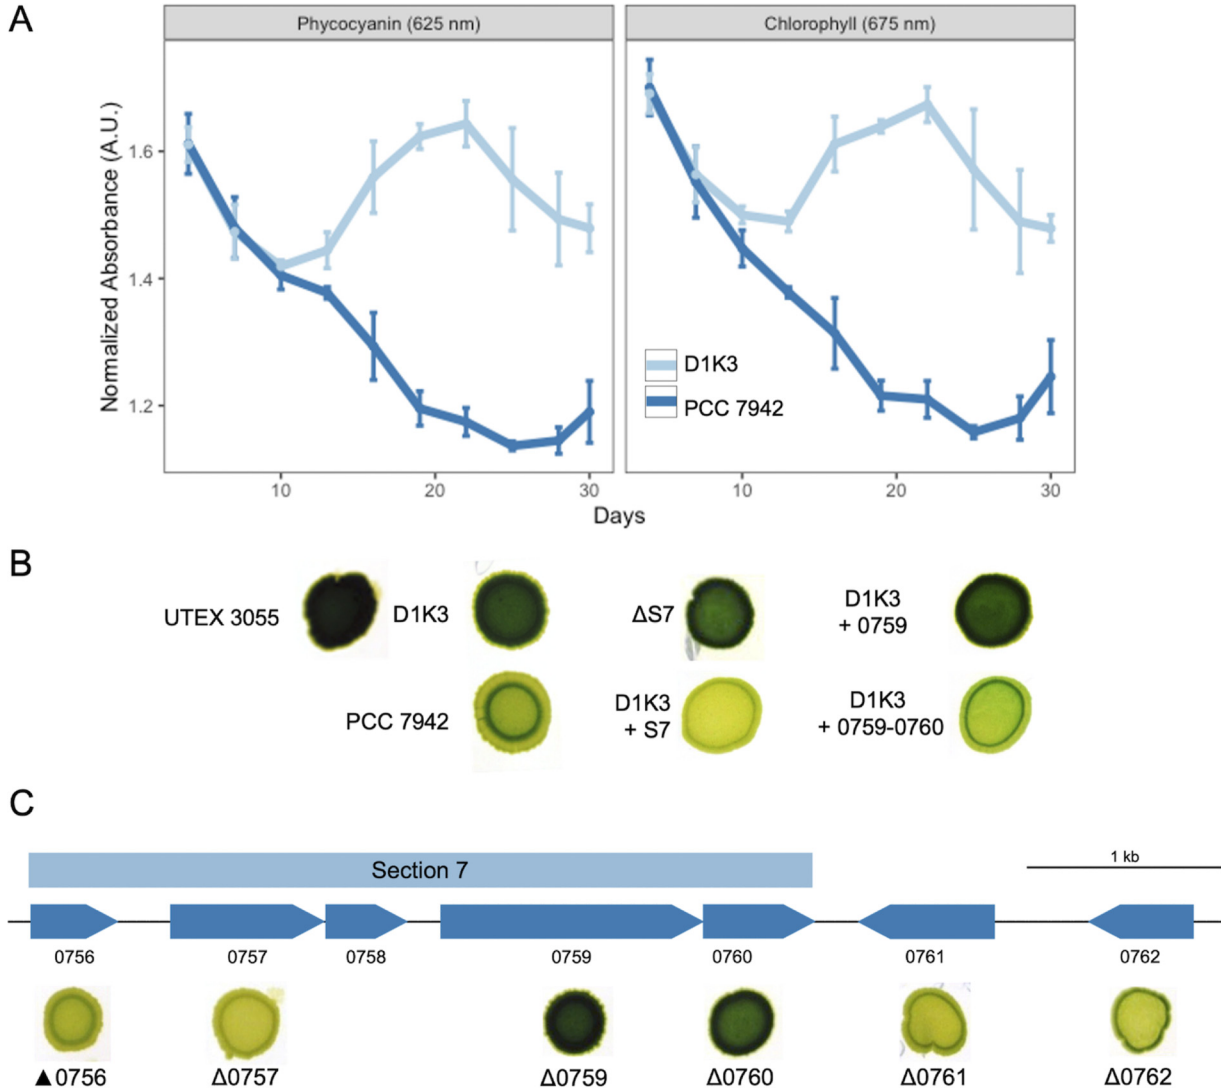 A
Phycocyanin (625 nm)
Chlorophyll (675 nm)
Normalized Absorbance (A.U.)
1.6
1.4
1.2
D1K3
PCC 7942
10
20
30
10
20
30
Days
B
UTEX 3055
D1K3
ΔS7
D1K3
+ 0759
PCC 7942
D1K3
+ S7
D1K3
+ 0759-0760
C
Section 7
1 kb
0756
0757
0758
0759
0760
0761
0762
▲0756
Δ0757
Δ0759
Δ0760
Δ0761
Δ0762